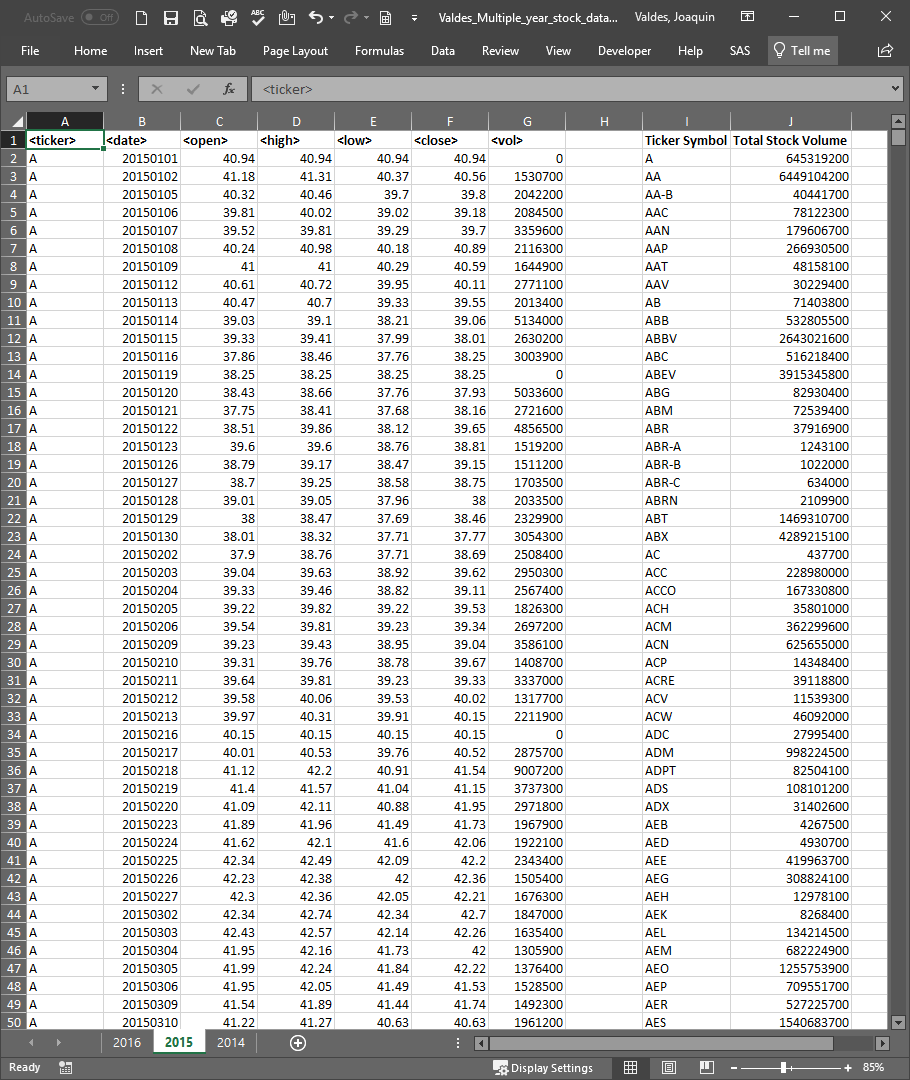 AutoSave Off Valdes_Multiple_year_stock_data... Valdes, Joaquin
File Home Insert New Tab Page Layout Formulas Data Review View Developer Help SAS Tell me
A1 fx <ticker>
A B C D E F G H I J
1 <ticker> <date> <open> <high> <low> <close> <vol> Ticker Symbol Total Stock Volume
2 A 20150101 40.94 40.94 40.94 40.94 0 A 645319200
3 A 20150102 41.18 41.31 40.37 40.56 1530700 AA 6449104200
4 A 20150105 40.32 40.46 39.7 39.8 2042200 AA-B 40441700
5 A 20150106 39.81 40.02 39.02 39.18 2084500 AAC 78122300
6 A 20150107 39.52 39.81 39.29 39.7 3359600 AAN 179606700
7 A 20150108 40.24 40.98 40.18 40.89 2116300 AAP 266930500
8 A 20150109 41 41 40.29 40.59 1644900 AAT 48158100
9 A 20150112 40.61 40.72 39.95 40.11 2771100 AAV 30229400
10 A 20150113 40.47 40.7 39.33 39.55 2013400 AB 71403800
11 A 20150114 39.03 39.1 38.21 39.06 5134000 ABB 532805500
12 A 20150115 39.33 39.41 37.99 38.01 2630200 ABBV 2643021600
13 A 20150116 37.86 38.46 37.76 38.25 3003900 ABC 516218400
14 A 20150119 38.25 38.25 38.25 38.25 0 ABEV 3915345800
15 A 20150120 38.43 38.66 37.76 37.93 5033600 ABG 82930400
16 A 20150121 37.75 38.41 37.68 38.16 2721600 ABM 72539400
17 A 20150122 38.51 39.86 38.12 39.65 4856500 ABR 37916900
18 A 20150123 39.6 39.6 38.76 38.81 1519200 ABR-A 1243100
19 A 20150126 38.79 39.17 38.47 39.15 1511200 ABR-B 1022000
20 A 20150127 38.7 39.25 38.58 38.75 1703500 ABR-C 634000
21 A 20150128 39.01 39.05 37.96 38 2033500 ABRN 2109900
22 A 20150129 38 38.47 37.69 38.46 2329900 ABT 1469310700
23 A 20150130 38.01 38.32 37.71 37.77 3054300 ABX 4289215100
24 A 20150202 37.9 38.76 37.71 38.69 2508400 AC 437700
25 A 20150203 39.04 39.63 38.92 39.62 2950300 ACC 228980000
26 A 20150204 39.33 39.46 38.82 39.11 2567400 ACCO 167330800
27 A 20150205 39.22 39.82 39.22 39.53 1826300 ACH 35801000
28 A 20150206 39.54 39.81 39.23 39.34 2697200 ACM 362299600
29 A 20150209 39.23 39.43 38.95 39.04 3586100 ACN 625655000
30 A 20150210 39.31 39.76 38.78 39.67 1408700 ACP 14348400
31 A 20150211 39.64 39.81 39.23 39.33 3337000 ACRE 39118800
32 A 20150212 39.58 40.06 39.53 40.02 1317700 ACV 11539300
33 A 20150213 39.97 40.31 39.91 40.15 2211900 ACW 46092000
34 A 20150216 40.15 40.15 40.15 40.15 0 ADC 27995400
35 A 20150217 40.01 40.53 39.76 40.52 2875700 ADM 998224500
36 A 20150218 41.12 42.2 40.91 41.54 9007200 ADPT 82504100
37 A 20150219 41.4 41.57 41.04 41.15 3737300 ADS 108101200
38 A 20150220 41.09 42.11 40.88 41.95 2971800 ADX 31402600
39 A 20150223 41.89 41.96 41.49 41.73 1967900 AEB 4267500
40 A 20150224 41.62 42.1 41.6 42.06 1922100 AED 4930700
41 A 20150225 42.34 42.49 42.09 42.2 2343400 AEE 419963700
42 A 20150226 42.23 42.38 42 42.36 1505400 AEG 308824100
43 A 20150227 42.3 42.36 42.05 42.21 1676300 AEH 12978100
44 A 20150302 42.34 42.74 42.34 42.7 1847000 AEK 8268400
45 A 20150303 42.43 42.57 42.14 42.26 1635400 AEL 134214500
46 A 20150304 41.95 42.16 41.73 42 1305900 AEM 682224900
47 A 20150305 41.99 42.24 41.84 42.22 1376400 AEO 1255753900
48 A 20150306 41.95 42.05 41.49 41.53 1528500 AEP 709551700
49 A 20150309 41.54 41.89 41.44 41.74 1492300 AER 527225700
50 A 20150310 41.22 41.27 40.63 40.63 1961200 AES 1540683700
2016 2015 2014
Ready Display Settings 85%